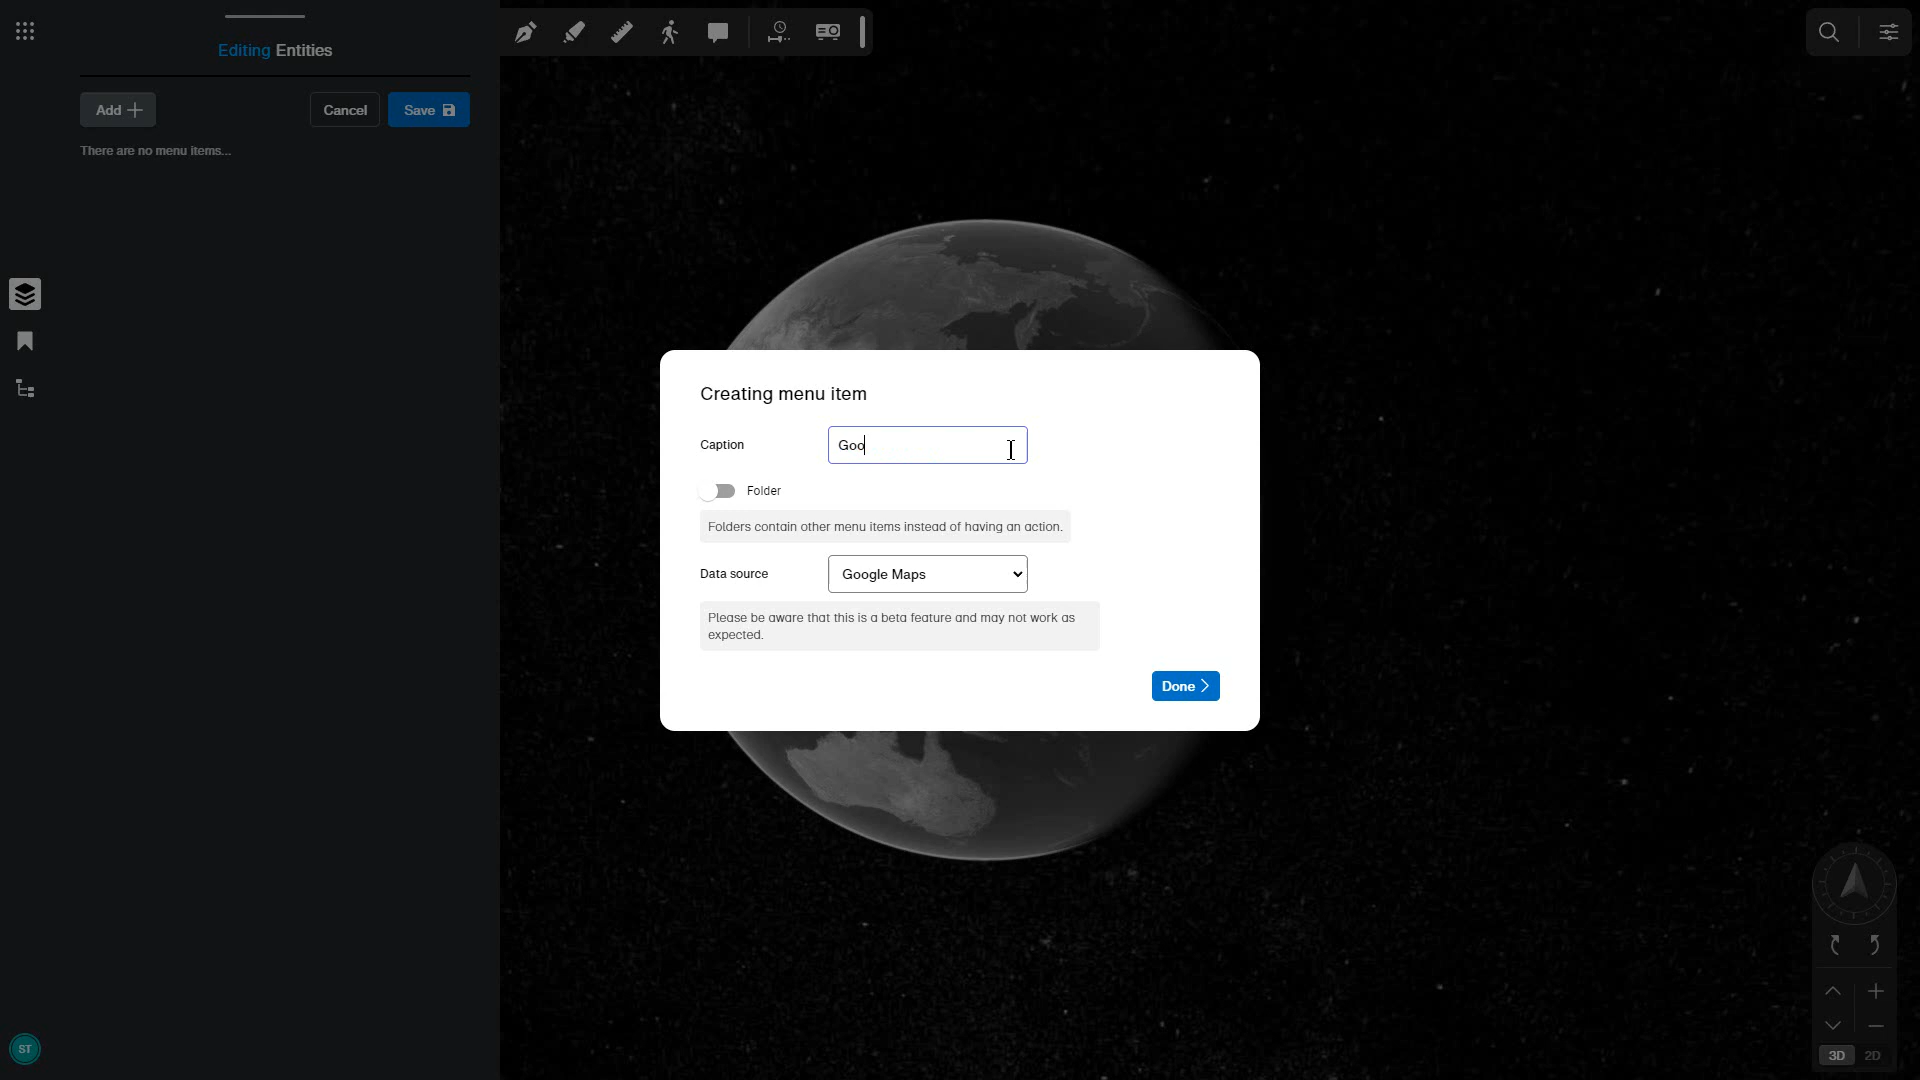 Editing Entities
Add
Cancel
Save
There are no menu items...
Creating menu item
Caption
Goo
Folder
Folders contain other menu items instead of having an action.
Data source
Google Maps
Please be aware that this is a beta feature and may not work as
expected.
Done
ST
3D
2D